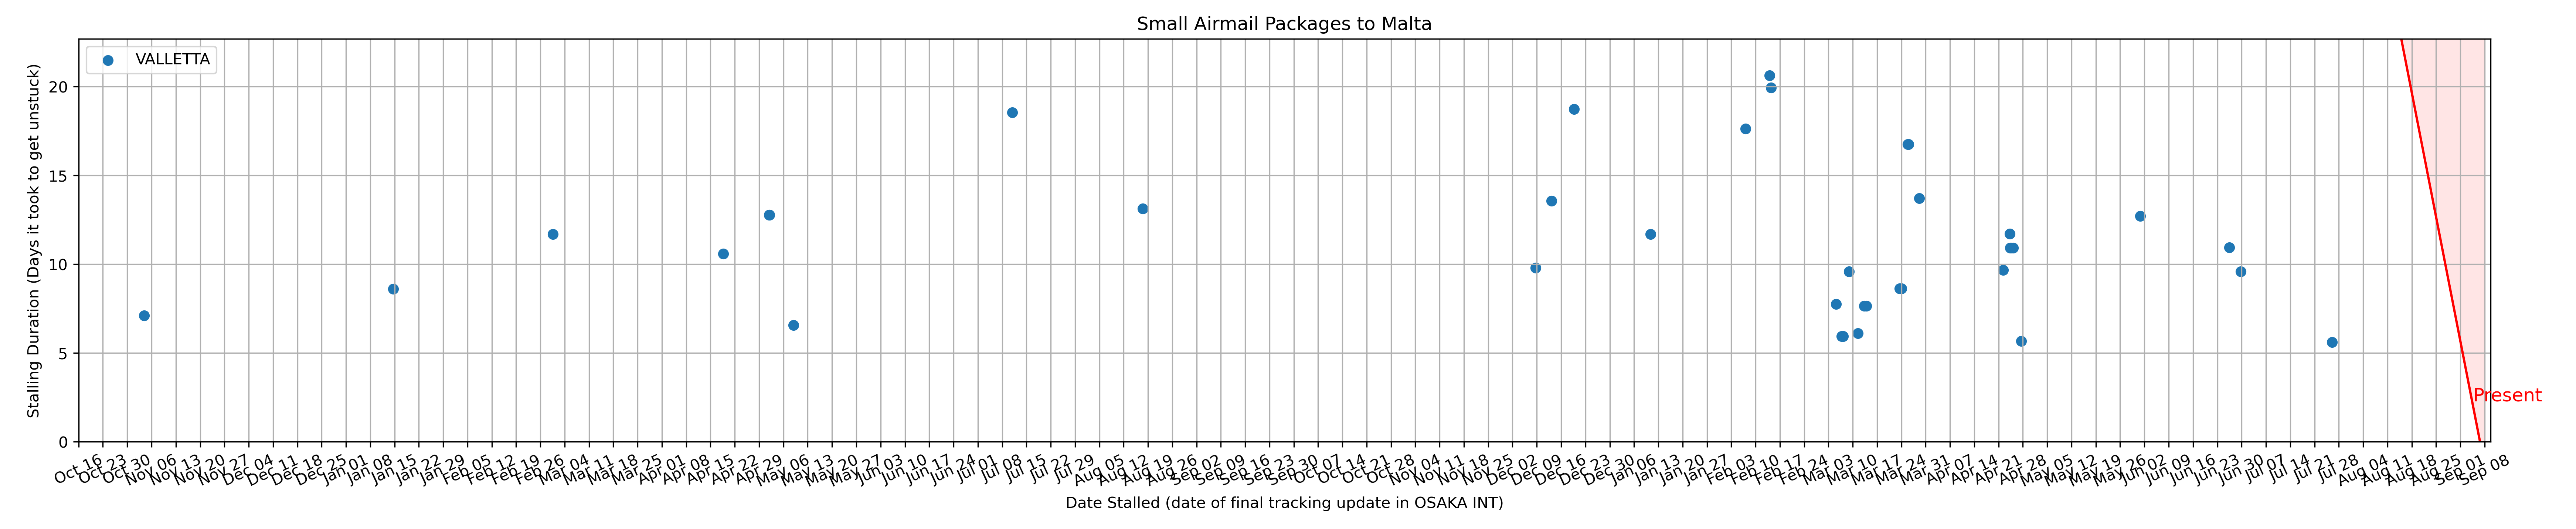 Small Airmail Packages to Malta
VALLETTA
Stalling Duration (Days it took to get unstuck)
20
15
10
5
0
Present
Oct 16
Oct 23
Oct 30
Nov 06
Nov 13
Nov 20
Nov 27
Dec 04
Dec 11
Dec 18
Dec 25
Jan 01
Jan 08
Jan 15
Jan 22
Jan 29
Feb 05
Feb 12
Feb 19
Feb 26
Mar 04
Mar 11
Mar 18
Mar 25
Apr 01
Apr 08
Apr 15
Apr 22
Apr 29
May 06
May 13
May 20
May 27
Jun 03
Jun 10
Jun 17
Jun 24
Jul 01
Jul 08
Jul 15
Jul 22
Jul 29
Aug 05
Aug 12
Aug 19
Aug 26
Sep 02
Sep 09
Sep 16
Sep 23
Sep 30
Oct 07
Oct 14
Oct 21
Oct 28
Nov 04
Nov 11
Nov 18
Nov 25
Dec 02
Dec 09
Dec 16
Dec 23
Dec 30
Jan 06
Jan 13
Jan 20
Jan 27
Feb 03
Feb 10
Feb 17
Feb 24
Mar 03
Mar 10
Mar 17
Mar 24
Mar 31
Apr 07
Apr 14
Apr 21
Apr 28
May 05
May 12
May 19
May 26
Jun 02
Jun 09
Jun 16
Jun 23
Jun 30
Jul 07
Jul 14
Jul 21
Jul 28
Aug 04
Aug 11
Aug 18
Aug 25
Sep 01
Sep 08
Date Stalled (date of final tracking update in OSAKA INT)